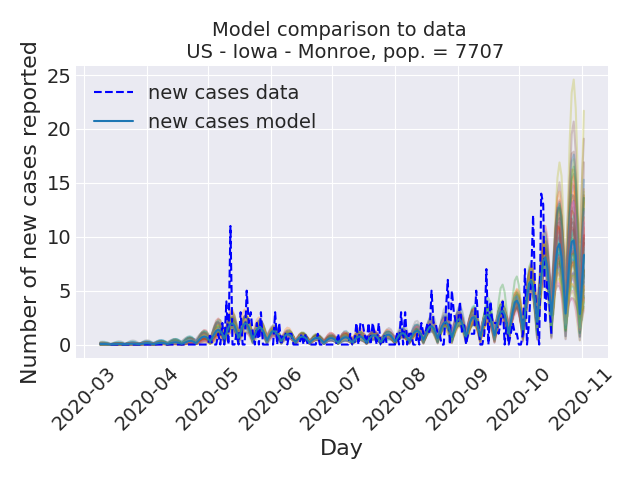 Model comparison to data
US - Iowa - Monroe, pop. = 7707
Number of new cases reported
25
20
15
10
5
0
new cases data
new cases model
2020-03
2020-04
2020-05
2020-06
2020-07
2020-08
2020-09
2020-10
2020-11
Day